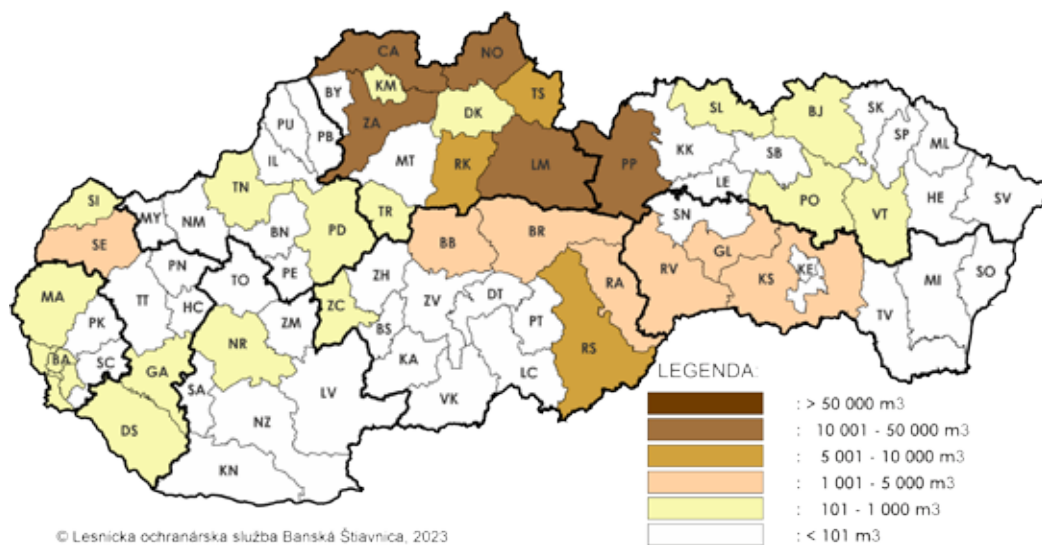 CA
NO
BY
KM
TS
PU
PB
ZA
DK
SL
BJ
SK
SP
ML
IL
MT
RK
LM
PP
KK
SB
LE
HE
SV
SI
MY
NM
TN
BN
PD
TR
SN
PO
VT
SE
BB
BR
RV
GL
KS
KE
MI
SO
MA
PN
TO
PE
ZH
RA
TV
PK
TT
HC
ZM
ZC
BS
ZV
DT
PT
BA
SC
GA
NR
KA
RS
LC
DS
SA
NZ
LV
VK
KN
LEGENDA:
: > 50 000 m3
: 10 001 - 50 000 m3
: 5 001 - 10 000 m3
: 1 001 - 5 000 m3
: 101 - 1 000 m3
: < 101 m3
© Lesnicka ochranárska služba Banská Štiavnica, 2023